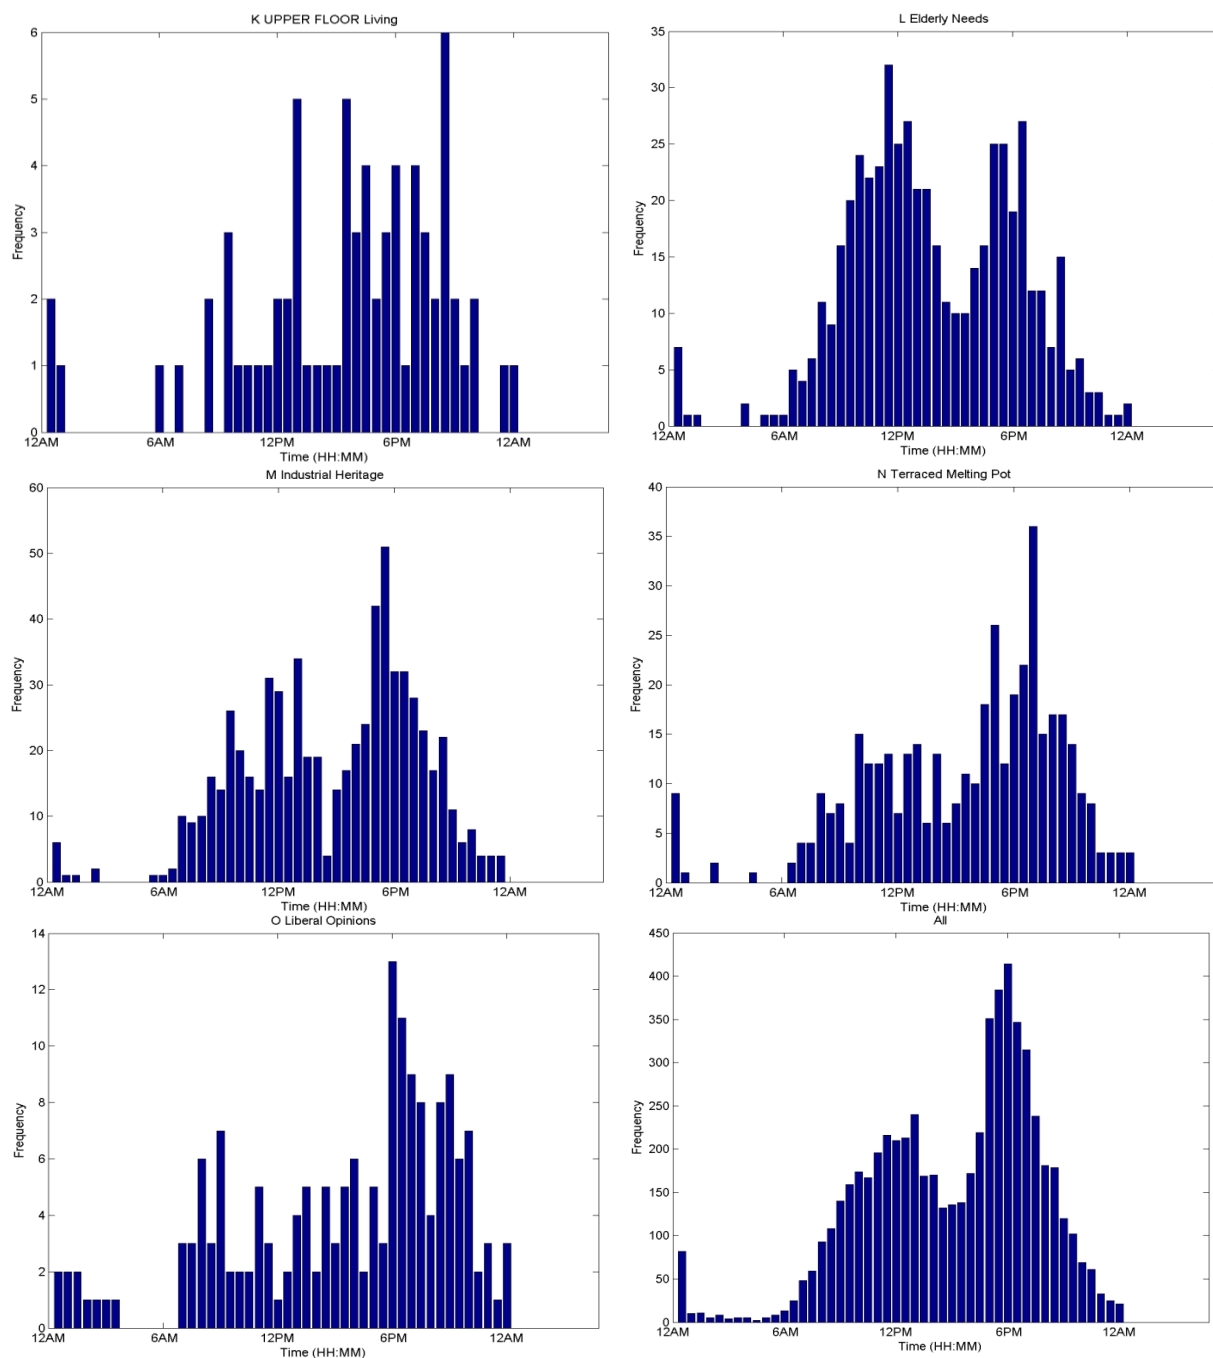 K UPPER FLOOR Living
6
5
4
3
2
1
0
Frequency
12AM 6AM 12PM 6PM 12AM
Time (HH:MM)
L Elderly Needs
35
30
25
20
15
10
5
0
Frequency
12AM 6AM 12PM 6PM 12AM
Time (HH:MM)
M Industrial Heritage
60
50
40
30
20
10
0
Frequency
12AM 6AM 12PM 6PM 12AM
Time (HH:MM)
N Terraced Melting Pot
40
35
30
25
20
15
10
5
0
Frequency
12AM 6AM 12PM 6PM 12AM
Time (HH:MM)
O Liberal Opinions
14
12
10
8
6
4
2
0
Frequency
12AM 6AM 12PM 6PM 12AM
Time (HH:MM)
All
450
400
350
300
250
200
150
100
50
0
Frequency
12AM 6AM 12PM 6PM 12AM
Time (HH:MM)